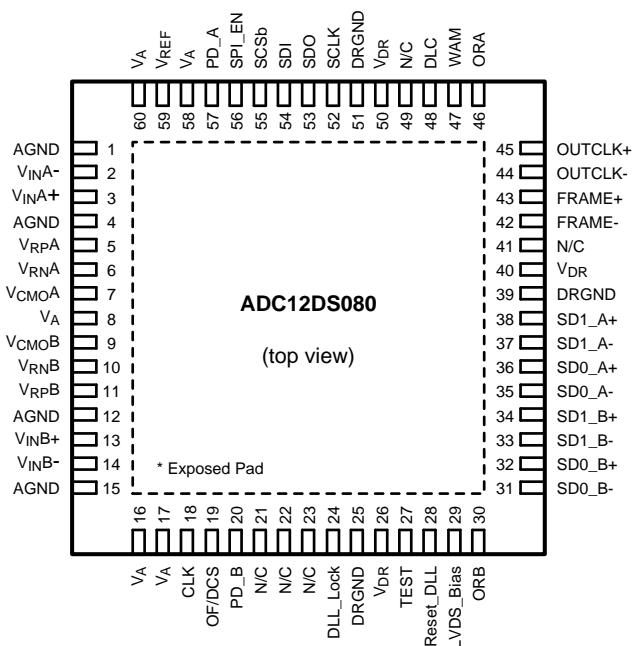 VA
VREF
VA
PD_A
SPI_EN
SCSb
SDI
SDO
SCLK
DRGND
VDR
N/C
DLC
WAM
ORA
60
59
58
57
56
55
54
53
52
51
50
49
48
47
46
AGND 1
VINA- 2
VINA+ 3
AGND 4
VRPA 5
VRNA 6
VCMOA 7
VA 8
VCMOB 9
VRNB 10
VRPB 11
AGND 12
VINB+ 13
VINB- 14
AGND 15
ADC12DS080
(top view)
* Exposed Pad
45 OUTCLK+
44 OUTCLK-
43 FRAME+
42 FRAME-
41 N/C
40 VDR
39 DRGND
38 SD1_A+
37 SD1_A-
36 SD0_A+
35 SD0_A-
34 SD1_B+
33 SD1_B-
32 SD0_B+
31 SD0_B-
16
17
18
19
20
21
22
23
24
25
26
27
28
29
30
VA
VA
CLK
OF/DCS
PD_B
N/C
N/C
N/C
DLL_Lock
DRGND
VDR
TEST
Reset_DLL
VDS_Bias
ORB